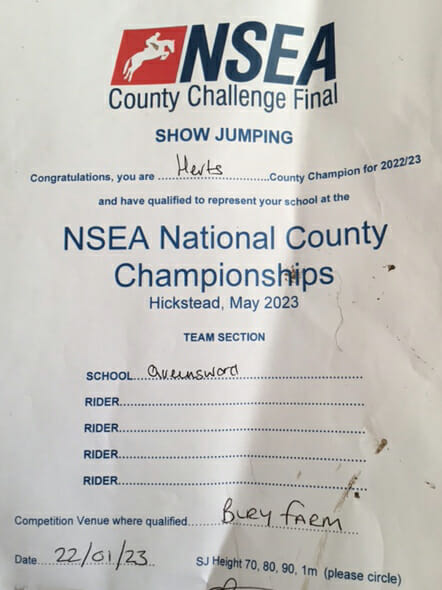 NSEA
County Challenge Final
SHOW JUMPING
Congratulations, you are ....Herts....County Champion for 2022/23
and have qualified to represent your school at the
NSEA National County
Championships
Hickstead, May 2023
TEAM SECTION
SCHOOL Queensword
RIDER
RIDER
RIDER
RIDER
Competition Venue where qualified.... BURY FARM
Date....22/01/23 SJ Height 70, 80, 90, 1m (please circle)